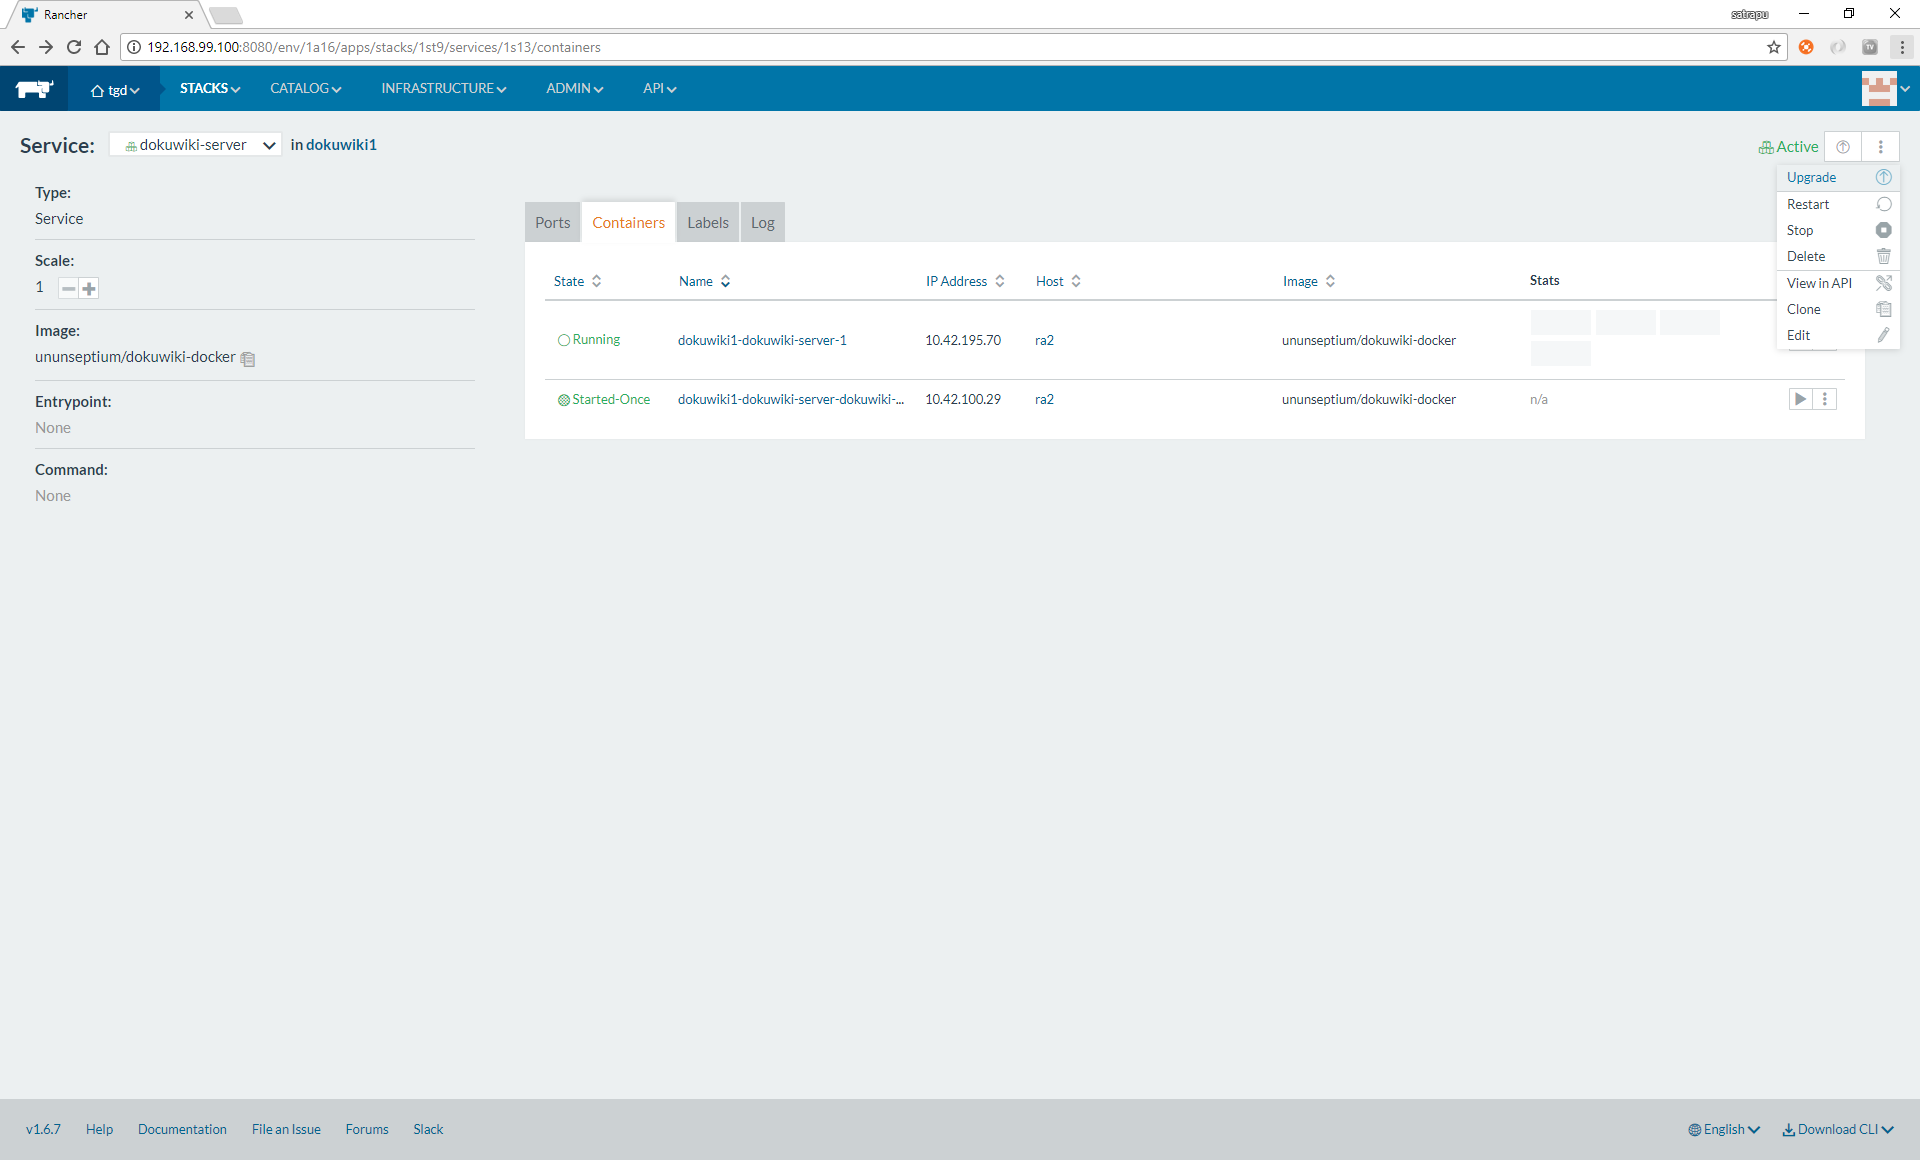 Rancher
satrapu
192.168.99.100:8080/env/1a16/apps/stacks/1st9/services/1s13/containers
tgd STACKS CATALOG INFRASTRUCTURE ADMIN API
Service: dokuwiki-server in dokuwiki1
Active
Type:
Service
Scale:
1
Image:
ununseptium/dokuwiki-docker
Entrypoint:
None
Command:
None
Ports Containers Labels Log
State Name IP Address Host Image Stats
Running dokuwiki1-dokuwiki-server-1 10.42.195.70 ra2 ununseptium/dokuwiki-docker
Started-Once dokuwiki1-dokuwiki-server-dokuwiki-... 10.42.100.29 ra2 ununseptium/dokuwiki-docker n/a
Upgrade
Restart
Stop
Delete
View in API
Clone
Edit
v1.6.7 Help Documentation File an Issue Forums Slack English Download CLI